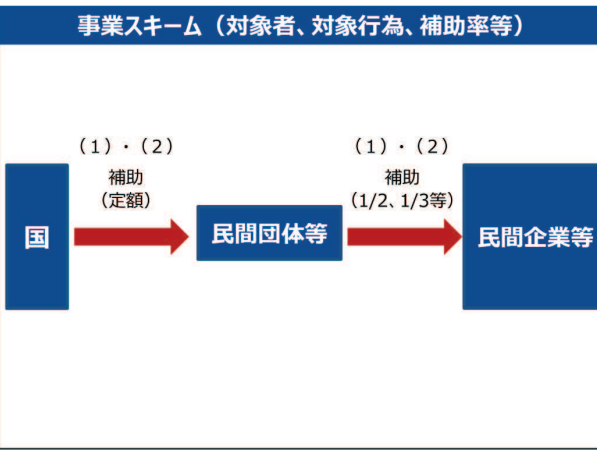 事業スキーム（対象者、対象行為、補助率等）
（1）・（2）
補助
（定額）
（1）・（2）
補助
（1/2、1/3等）
国
民間団体等
民間企業等